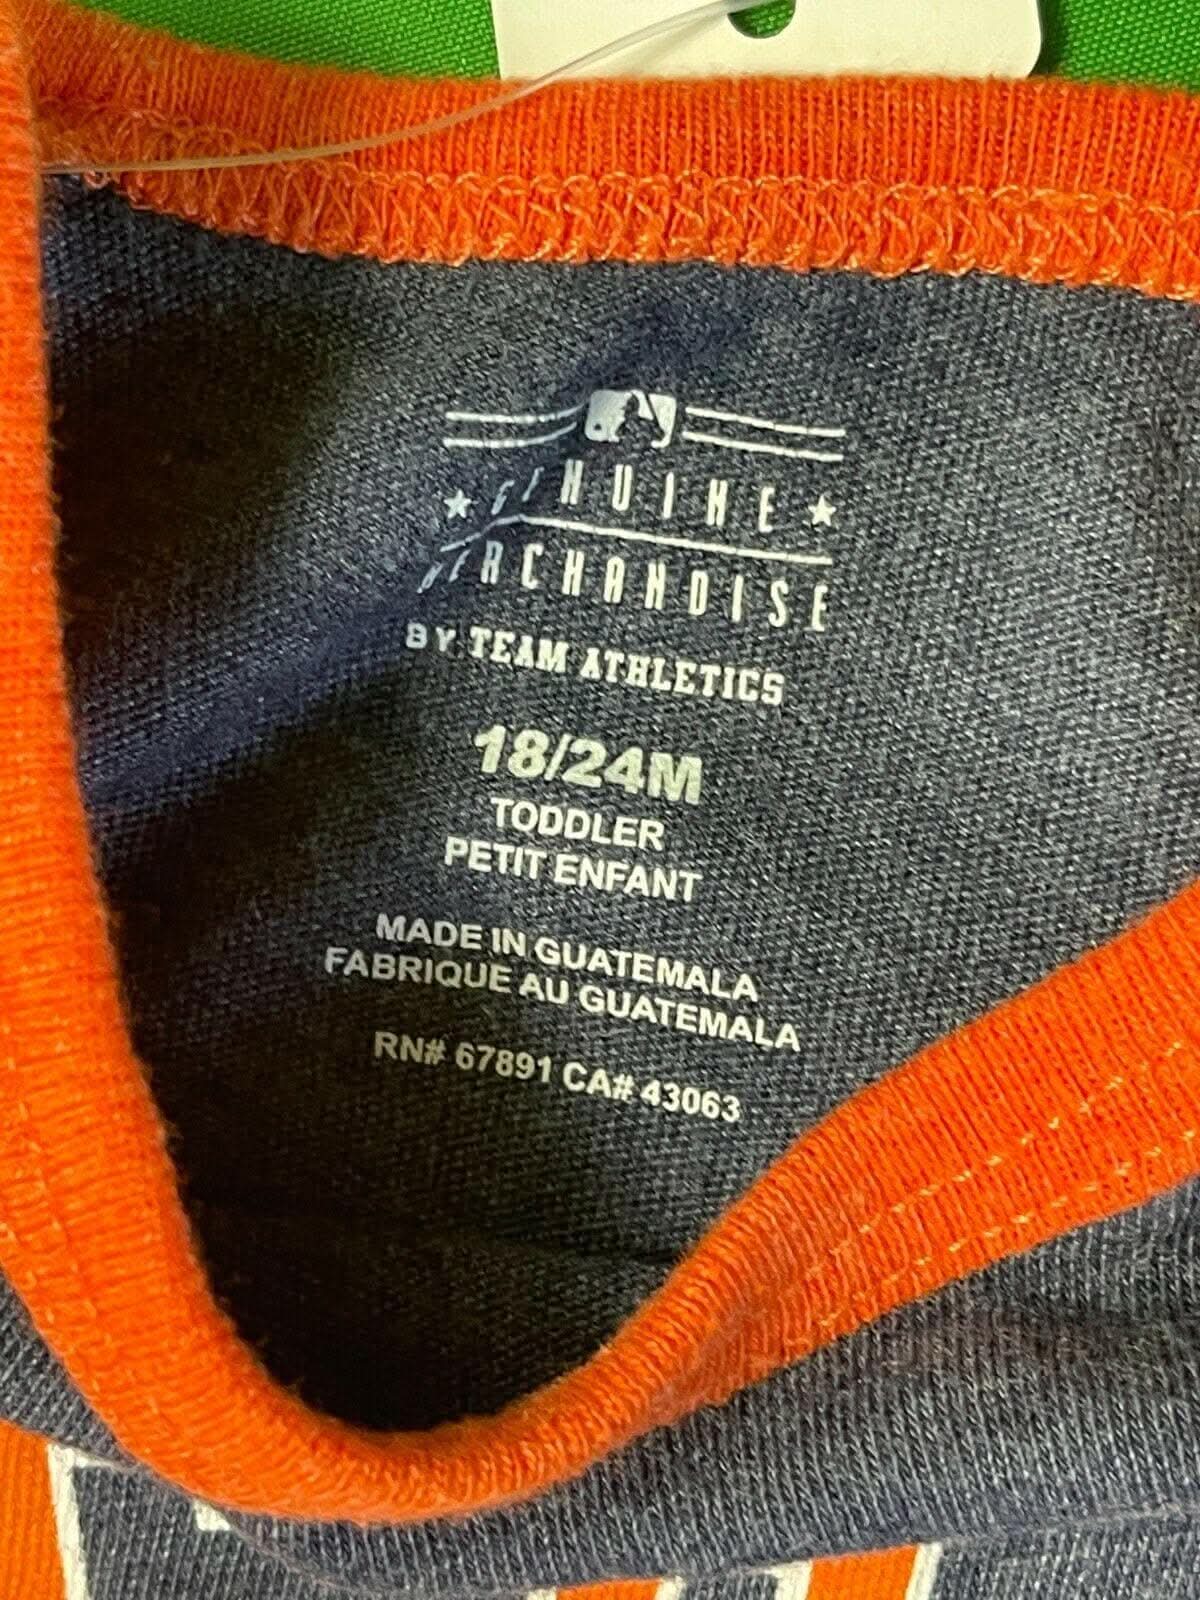 GENUINE
MERCHANDISE
BY TEAM ATHLETICS
18/24M
TODDLER
PETIT ENFANT
MADE IN GUATEMALA
FABRIQUE AU GUATEMALA
RN# 67891 CA# 43063